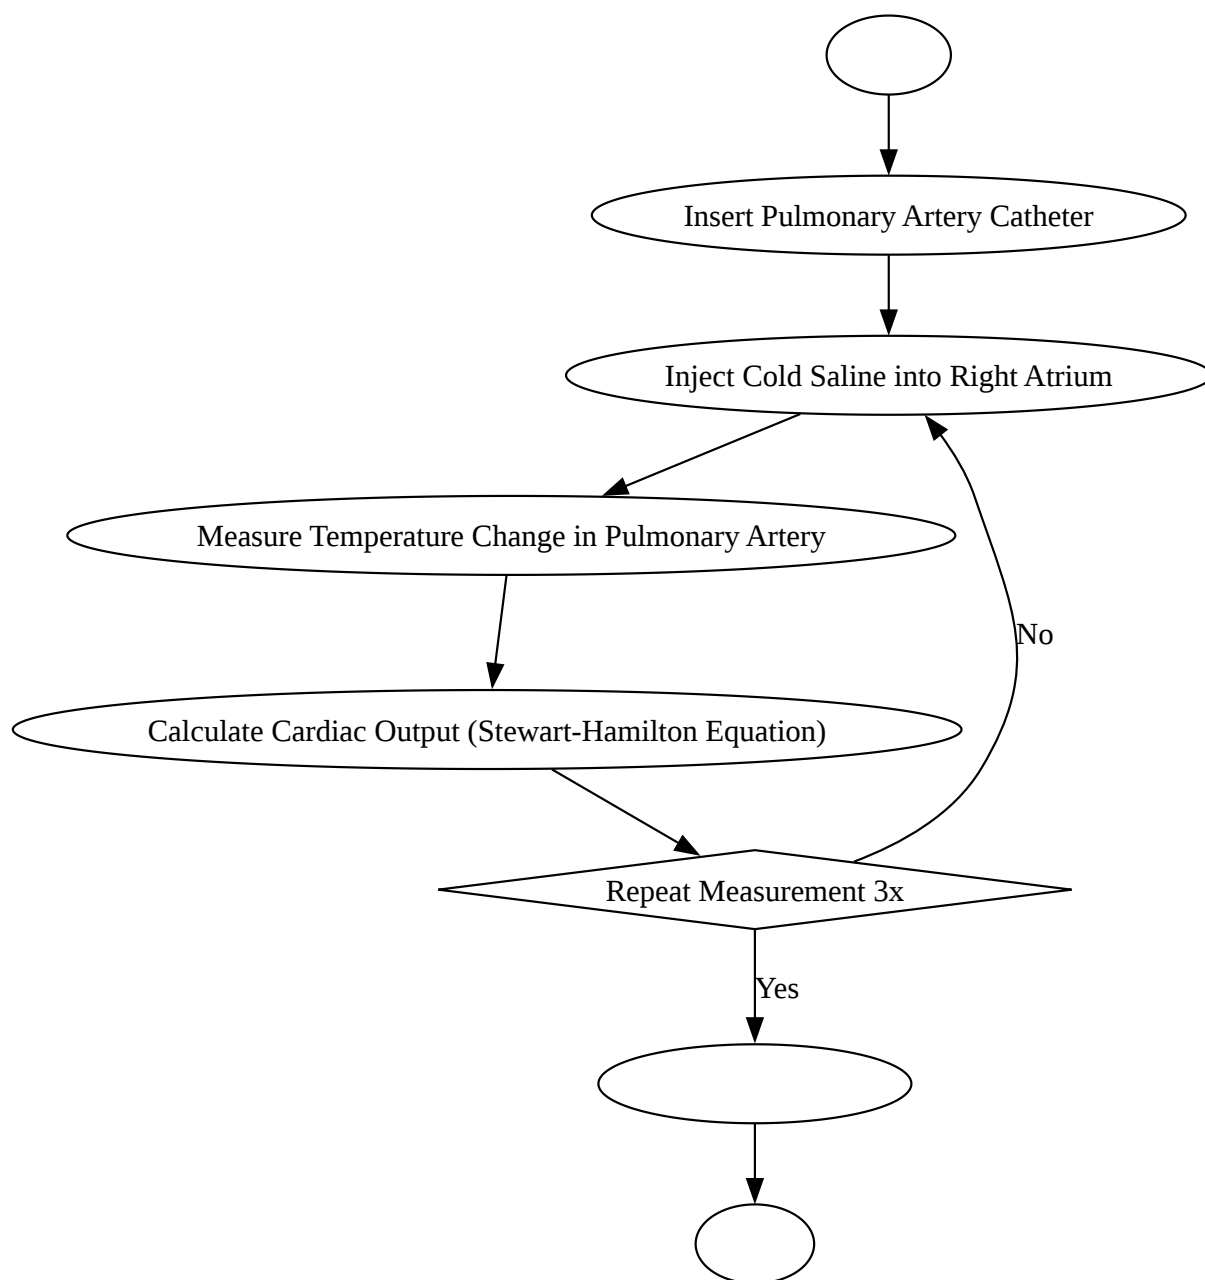 Insert Pulmonary Artery Catheter
Inject Cold Saline into Right Atrium
Measure Temperature Change in Pulmonary Artery
No
Calculate Cardiac Output (Stewart-Hamilton Equation)
Repeat Measurement 3x
Yes